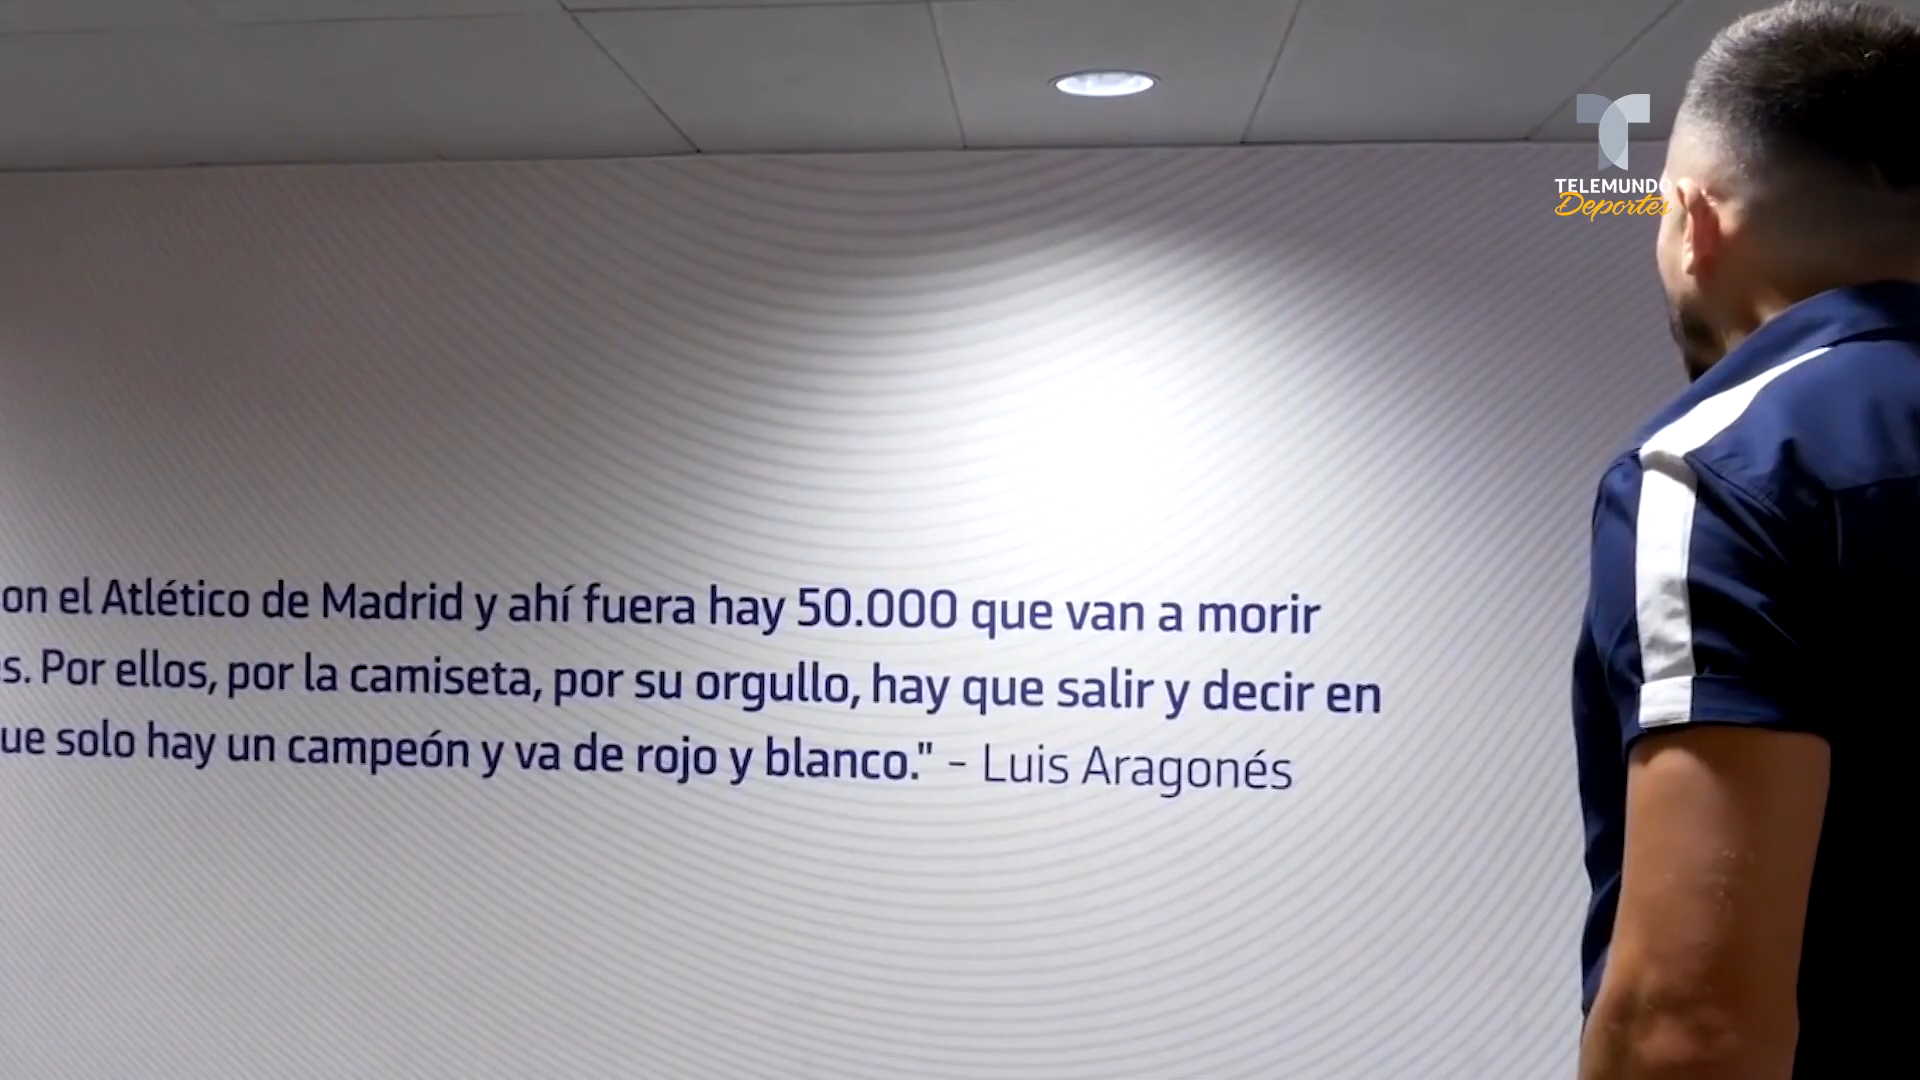 TELEMUNDO
Deportes
on el Atlético de Madrid y ahí fuera hay 50.000 que van a morir
s. Por ellos, por la camiseta, por su orgullo, hay que salir y decir en
ue solo hay un campeón y va de rojo y blanco." - Luis Aragonés